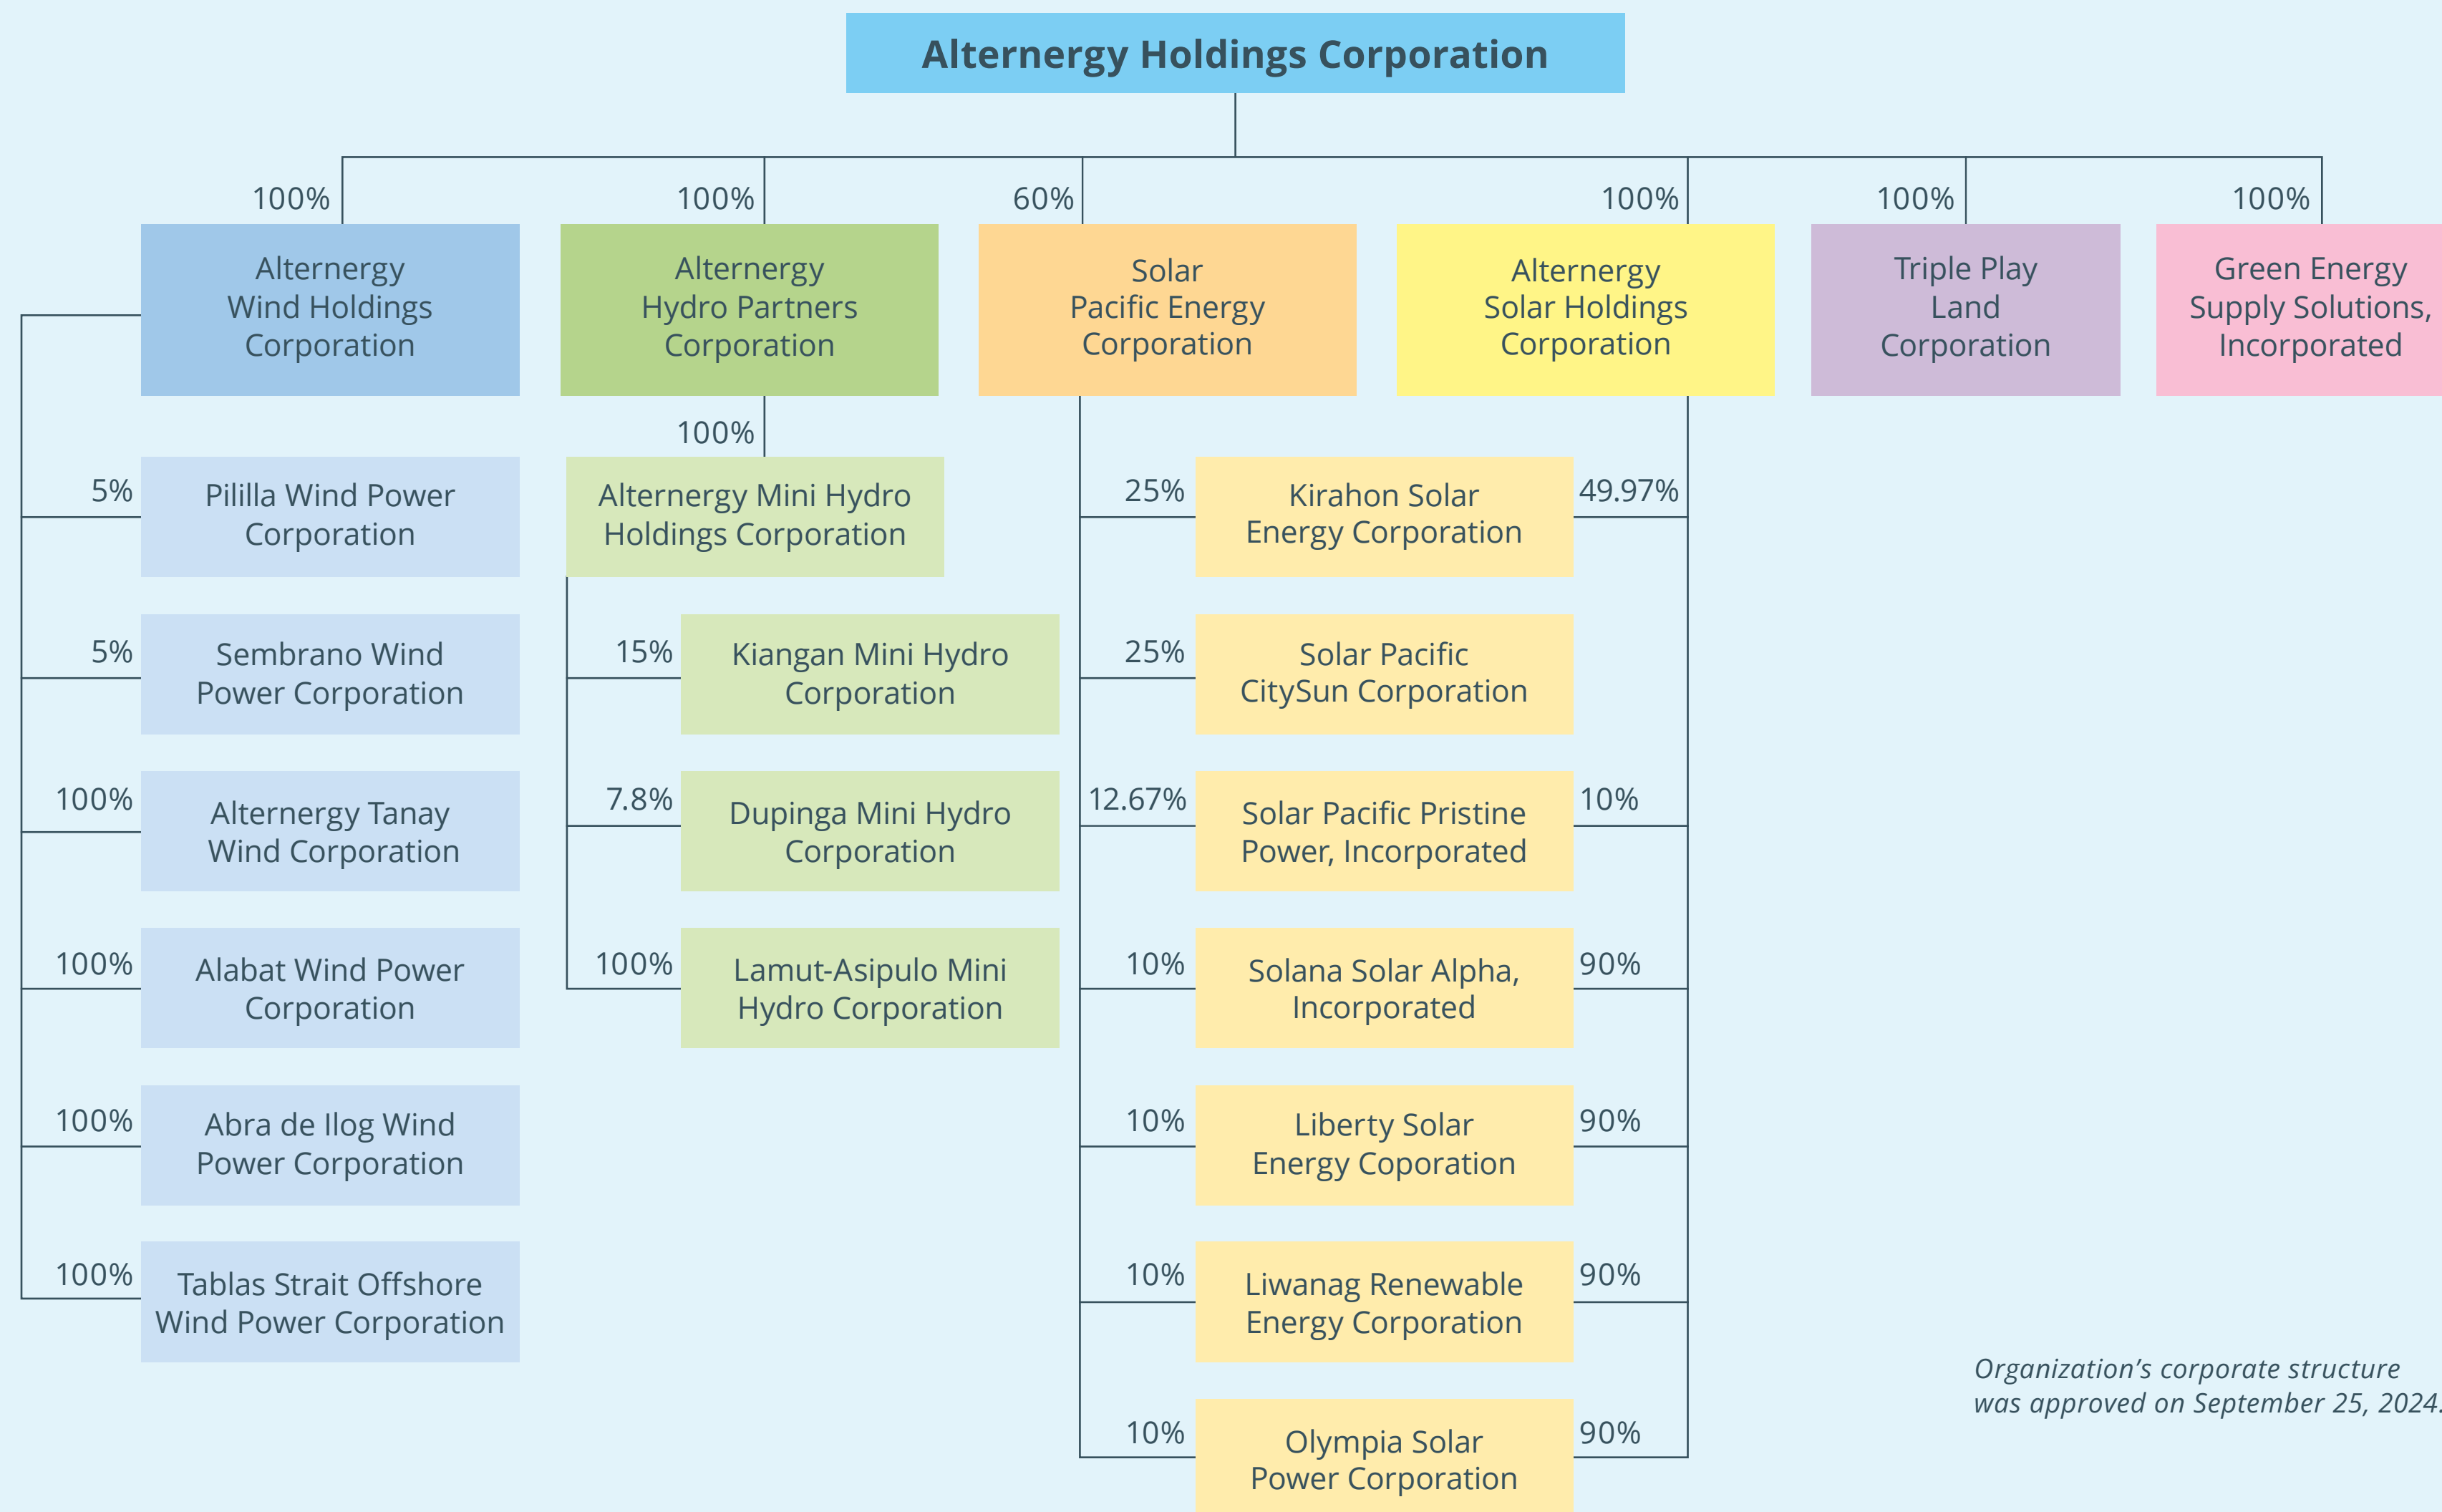 Alternergy Holdings Corporation
100%
100%
60%
100%
100%
100%
Alternergy
Wind Holdings
Corporation
Alternergy
Hydro Partners
Corporation
Solar
Pacific Energy
Corporation
Alternergy
Solar Holdings
Corporation
Triple Play
Land
Corporation
Green Energy
Supply Solutions,
Incorporated
5%
Pililla Wind Power
Corporation
5%
Sembrano Wind
Power Corporation
100%
Alternergy Tanay
Wind Corporation
100%
Alabat Wind Power
Corporation
100%
Abra de Ilog Wind
Power Corporation
100%
Tablas Strait Offshore
Wind Power Corporation
100%
Alternergy Mini Hydro
Holdings Corporation
15%
Kiangan Mini Hydro
Corporation
7.8%
Dupinga Mini Hydro
Corporation
100%
Lamut-Asipulo Mini
Hydro Corporation
25%
Kirahon Solar
Energy Corporation
49.97%
25%
Solar Pacific
CitySun Corporation
12.67%
Solar Pacific Pristine
Power, Incorporated
10%
10%
Solana Solar Alpha,
Incorporated
90%
10%
Liberty Solar
Energy Coporation
90%
10%
Liwanag Renewable
Energy Corporation
90%
10%
Olympia Solar
Power Corporation
90%
Organization’s corporate structure
was approved on September 25, 2024.